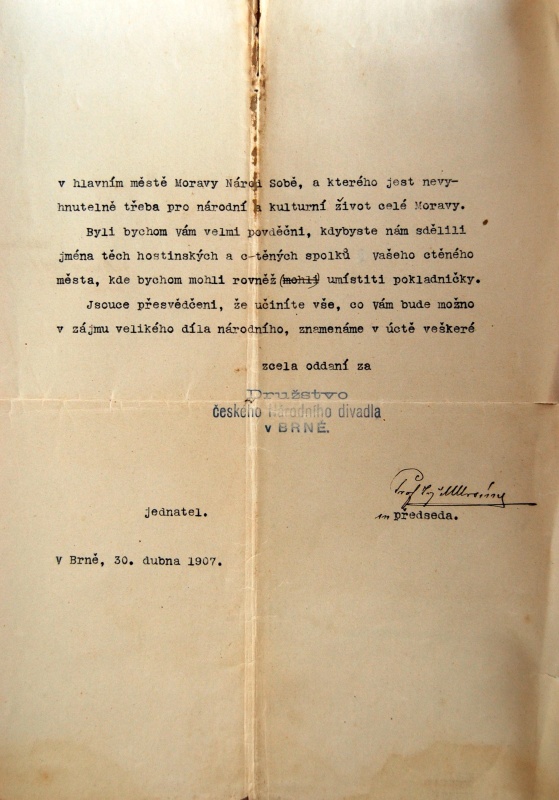 v hlavním městě Moravy Národ Sobě, a kterého jest nevy-
hnutelně třeba pro národní a kulturní život celé Moravy.
Byli bychom Vám velmi povděčni, kdybyste nám sdělili
jména těch hostinských a c-těných spolků Vašeho ctěného
města, kde bychom mohli rovněž (mohli) umístiti pokladničky.
Jsouce přesvědčeni, že učiníte vše, co vám bude možno
v zájmu velikého díla národního, znamenáme v úctě veškeré
zcela oddaní za
Družstvo
českého Národního divadla
v BRNĚ.
jednatel.
předseda.
V Brně, 30. dubna 1907.